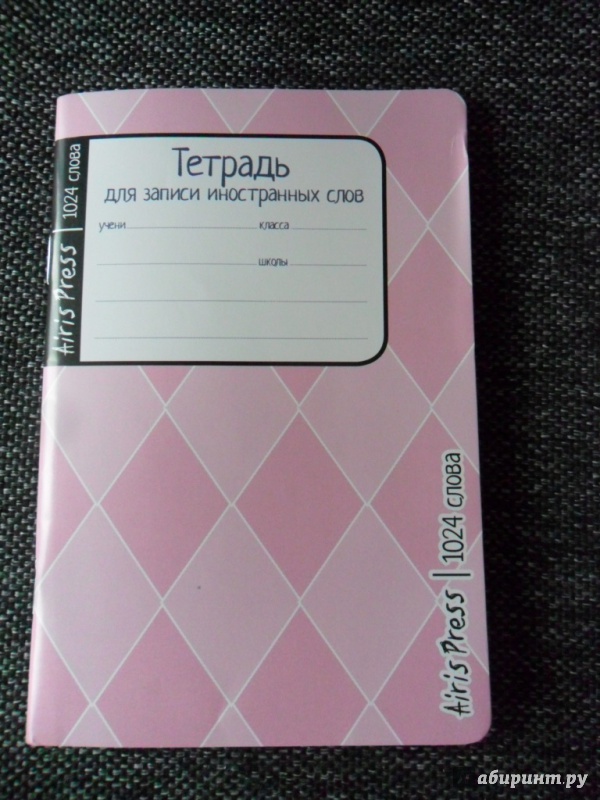 Тетрадь
для записи иностранных слов
учени класса
школы
Airis Press | 1024 слова
Airis Press | 1024 слова
абиринт.ру